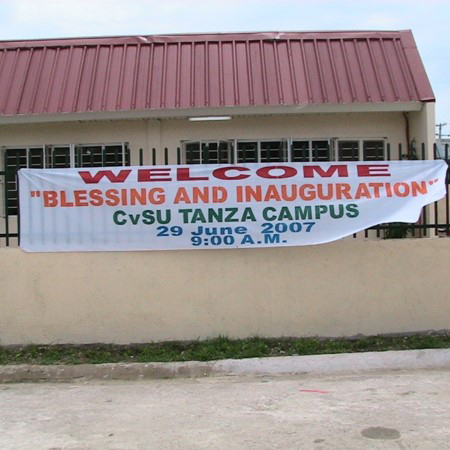 WELCOME
"BLESSING AND INAUGURATION"
CvSU TANZA CAMPUS
29 June 2007
9:00 A.M.